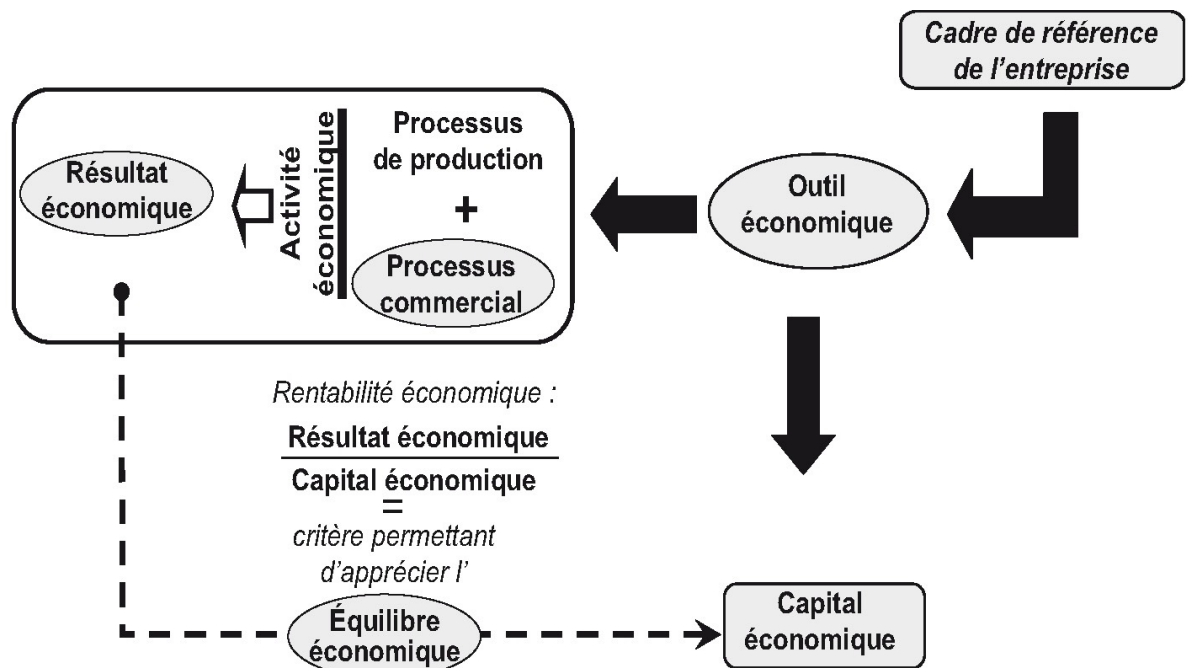 Cadre de référence
de l'entreprise
Résultat
économique
Activité
économique
Processus
de production
+
Processus
commercial
Outil
économique
Rentabilité économique :
Résultat économique
Capital économique
=
critère permettant
d'apprécier l'
Équilibre
économique
Capital
économique